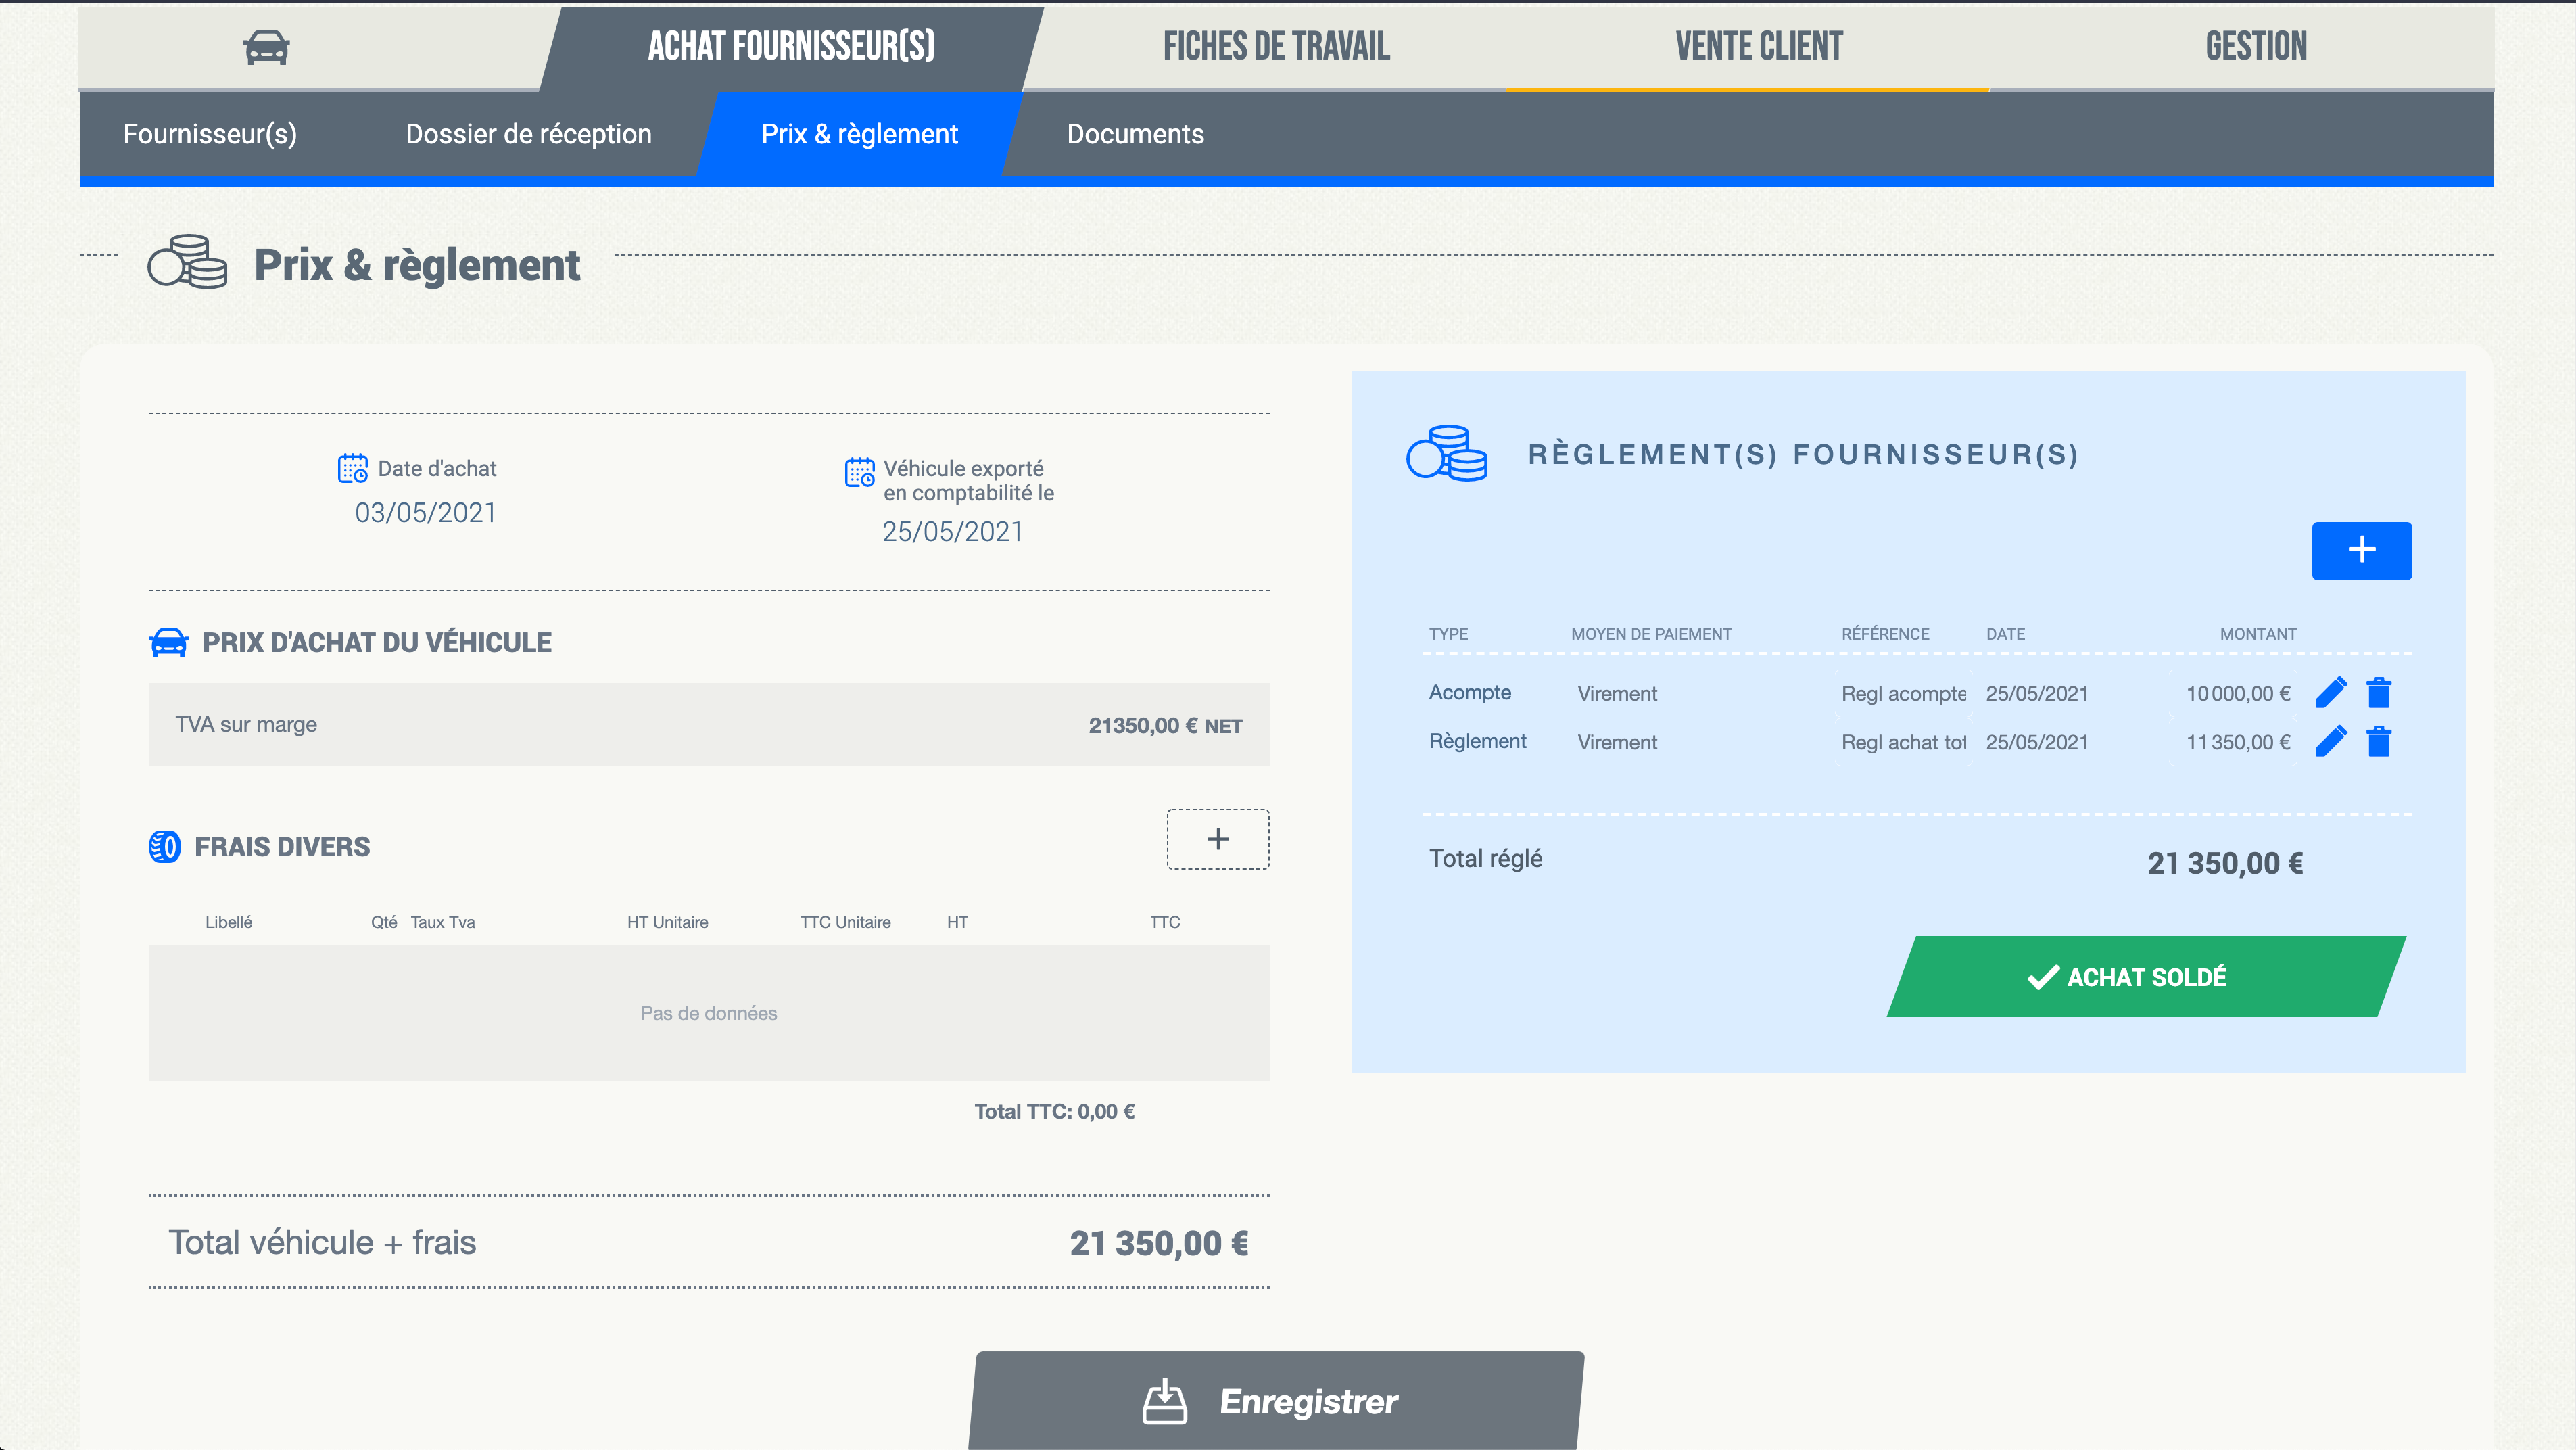 ACHAT FOURNISSEUR(S)
FICHES DE TRAVAIL
VENTE CLIENT
GESTION
Fournisseur(s)
Dossier de réception
Prix & règlement
Documents
Prix & règlement
Date d'achat
03/05/2021
Véhicule exporté
en comptabilité le
25/05/2021
PRIX D'ACHAT DU VÉHICULE
TVA sur marge 21350,00 € NET
FRAIS DIVERS
+
Libellé Qté Taux Tva HT Unitaire TTC Unitaire HT TTC
Pas de données
Total TTC: 0,00 €
Total véhicule + frais 21 350,00 €
RÈGLEMENT(S) FOURNISSEUR(S)
+
TYPE MOYEN DE PAIEMENT RÉFÉRENCE DATE MONTANT
Acompte Virement Regl acompte 25/05/2021 10 000,00 €
Règlement Virement Regl achat tot 25/05/2021 11 350,00 €
Total réglé 21 350,00 €
ACHAT SOLDÉ
Enregistrer